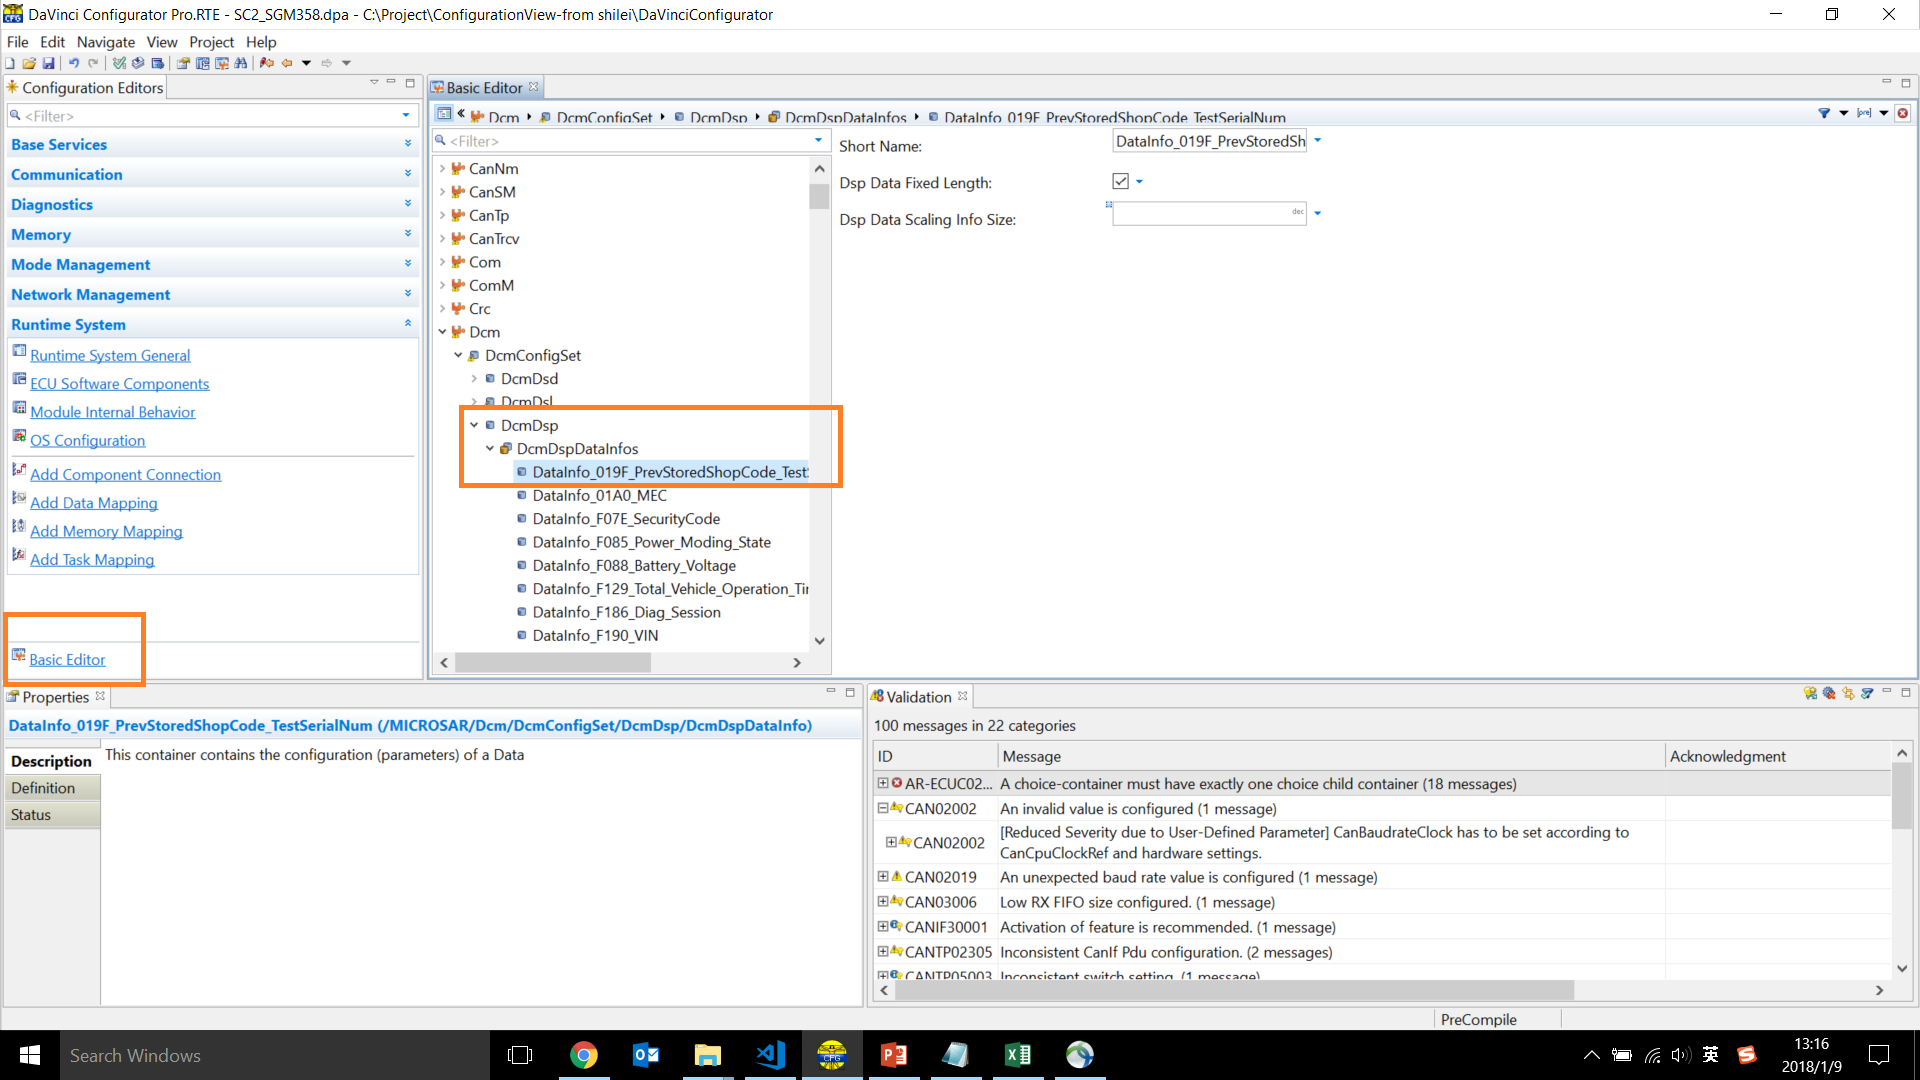 DaVinci Configurator Pro.RTE - SC2_SGM358.dpa - C:\Project\ConfigurationView-from shilei\DaVinciConfigurator
File Edit Navigate View Project Help
Configuration Editors
<Filter>
Base Services
Communication
Diagnostics
Memory
Mode Management
Network Management
Runtime System
Runtime System General
ECU Software Components
Module Internal Behavior
OS Configuration
Add Component Connection
Add Data Mapping
Add Memory Mapping
Add Task Mapping
Basic Editor
Basic Editor
Dcm DcmConfigSet DcmDsp DcmDspDataInfos DataInfo_019F_PrevStoredShopCode_TestSerialNum
<Filter>
CanNm
CanSM
CanTp
CanTrcv
Com
ComM
Crc
Dcm
DcmConfigSet
DcmDsd
DcmDsl
DcmDsp
DcmDspDataInfos
DataInfo_019F_PrevStoredShopCode_Test
DataInfo_01A0_MEC
DataInfo_F07E_SecurityCode
DataInfo_F085_Power_Moding_State
DataInfo_F088_Battery_Voltage
DataInfo_F129_Total_Vehicle_Operation_Tir
DataInfo_F186_Diag_Session
DataInfo_F190_VIN
Short Name: DataInfo_019F_PrevStoredSh
Dsp Data Fixed Length:
Dsp Data Scaling Info Size: dec
Properties
DataInfo_019F_PrevStoredShopCode_TestSerialNum (/MICROSAR/Dcm/DcmConfigSet/DcmDsp/DcmDspDataInfo)
Description This container contains the configuration (parameters) of a Data
Definition
Status
Validation
100 messages in 22 categories
ID Message Acknowledgment
AR-ECUC02... A choice-container must have exactly one choice child container (18 messages)
CAN02002 An invalid value is configured (1 message)
CAN02002 [Reduced Severity due to User-Defined Parameter] CanBaudrateClock has to be set according to
CanCpuClockRef and hardware settings.
CAN02019 An unexpected baud rate value is configured (1 message)
CAN03006 Low RX FIFO size configured. (1 message)
CANIF30001 Activation of feature is recommended. (1 message)
CANTP02305 Inconsistent CanIf Pdu configuration. (2 messages)
CANTP05003 Inconsistent switch setting. (1 message)
PreCompile
Search Windows
CFG
英
13:16
2018/1/9